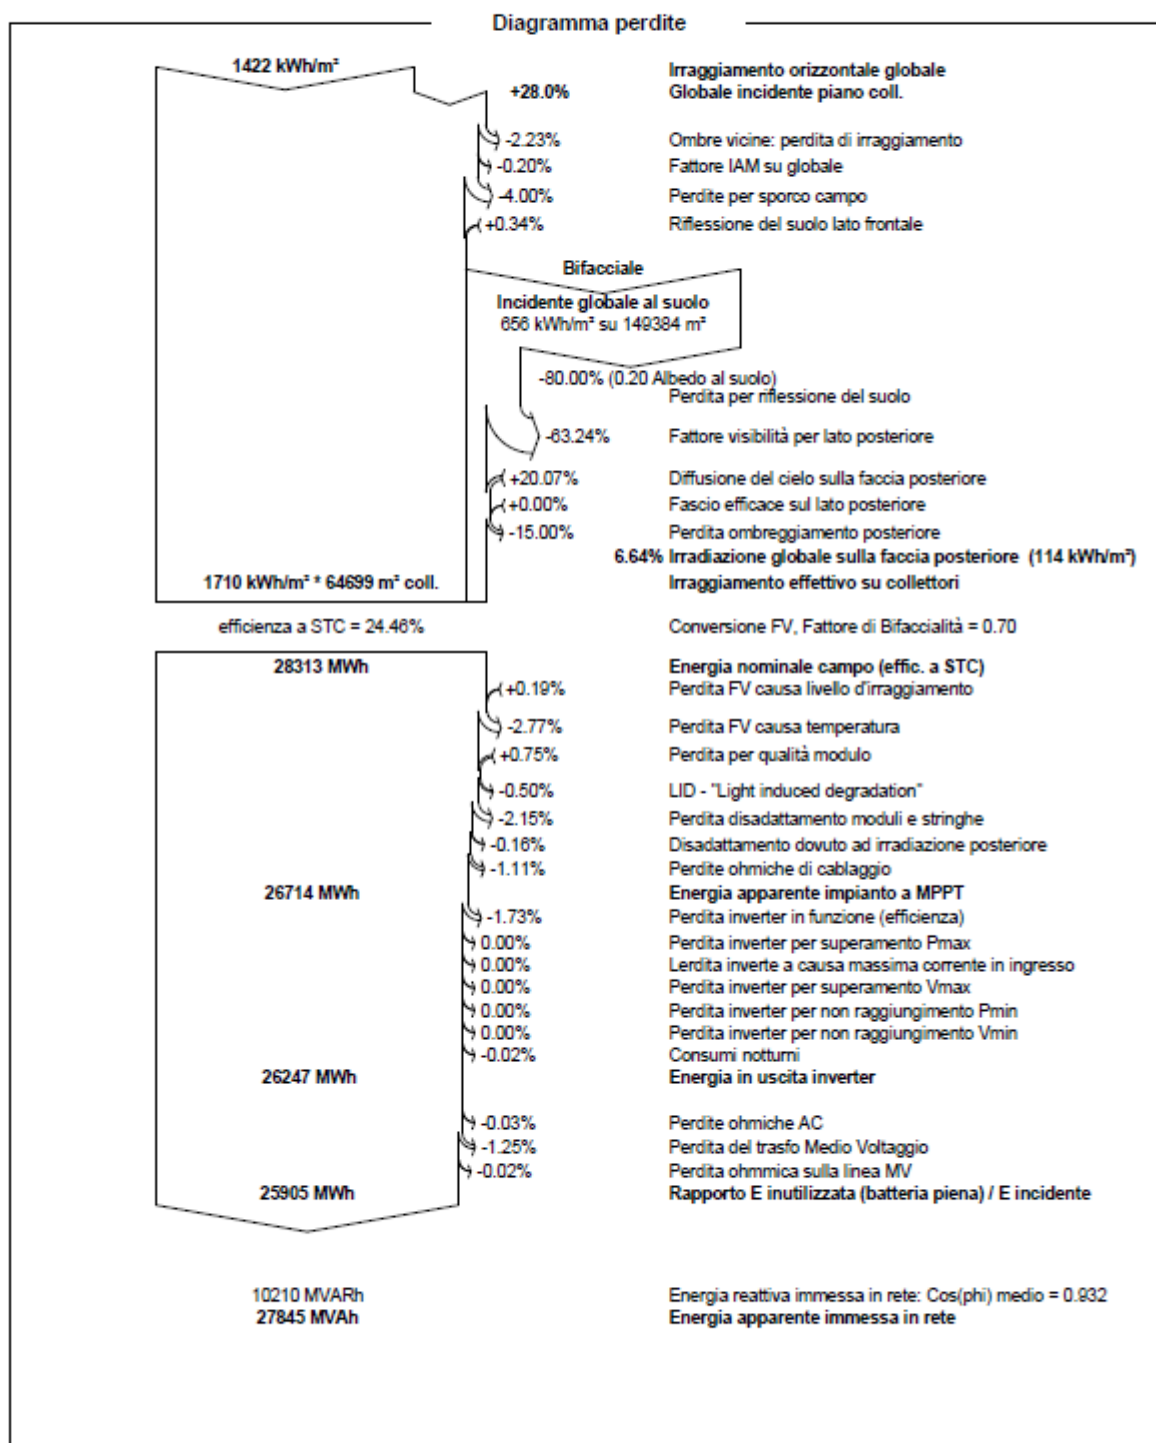 Diagramma perdite
1422 kWh/m²
Irraggiamento orizzontale globale
+28.0% Globale incidente piano coll.
-2.23% Ombre vicine: perdita di irraggiamento
-0.20% Fattore IAM su globale
-4.00% Perdite per sporco campo
+0.34% Riflessione del suolo lato frontale
Bifacciale
Incidente globale al suolo
656 kWh/m² su 149384 m²
-80.00% (0.20 Albedo al suolo)
Perdita per riflessione del suolo
-63.24% Fattore visibilità per lato posteriore
+20.07% Diffusione del cielo sulla faccia posteriore
+0.00% Fascio efficace sul lato posteriore
-15.00% Perdita ombreggiamento posteriore
6.64% Irradiazione globale sulla faccia posteriore (114 kWh/m²)
1710 kWh/m² * 64699 m² coll. Irraggiamento effettivo su collettori
efficienza a STC = 24.46% Conversione FV, Fattore di Bifaccialità = 0.70
28313 MWh Energia nominale campo (effic. a STC)
+0.19% Perdita FV causa livello d'irraggiamento
-2.77% Perdita FV causa temperatura
+0.75% Perdita per qualità modulo
-0.50% LID - "Light induced degradation"
-2.15% Perdita disadattamento moduli e stringhe
-0.16% Disadattamento dovuto ad irradiazione posteriore
-1.11% Perdite ohmiche di cablaggio
26714 MWh Energia apparente impianto a MPPT
-1.73% Perdita inverter in funzione (efficienza)
0.00% Perdita inverter per superamento Pmax
0.00% Lerdita inverte a causa massima corrente in ingresso
0.00% Perdita inverter per superamento Vmax
0.00% Perdita inverter per non raggiungimento Pmin
0.00% Perdita inverter per non raggiungimento Vmin
-0.02% Consumi notturni
26247 MWh Energia in uscita inverter
-0.03% Perdite ohmiche AC
-1.25% Perdita del trasfo Medio Voltaggio
-0.02% Perdita ohmmica sulla linea MV
25905 MWh Rapporto E inutilizzata (batteria piena) / E incidente
10210 MVARh Energia reattiva immessa in rete: Cos(phi) medio = 0.932
27845 MVAh Energia apparente immessa in rete